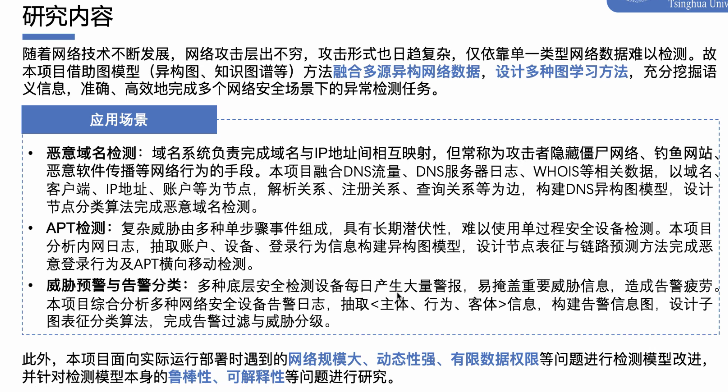 Tsinghua Univ
研究内容
随着网络技术不断发展，网络攻击层出不穷，攻击形式也日趋复杂，仅依靠单一类型网络数据难以检测。故
本项目借助图模型（异构图、知识图谱等）方法融合多源异构网络数据，设计多种图学习方法，充分挖掘语
义信息，准确、高效地完成多个网络安全场景下的异常检测任务。
应用场景
• 恶意域名检测：域名系统负责完成域名与IP地址间相互映射，但常称为攻击者隐藏僵尸网络、钓鱼网站、
恶意软件传播等网络行为的手段。本项目融合DNS流量、DNS服务器日志、WHOIS等相关数据，以域名、
客户端、IP地址、账户等为节点，解析关系、注册关系、查询关系等为边，构建DNS异构图模型，设计
节点分类算法完成恶意域名检测。
• APT检测：复杂威胁由多种单步骤事件组成，具有长期潜伏性，难以使用单过程安全设备检测。本项目
分析内网日志，抽取账户、设备、登录行为信息构建异构图模型，设计节点表征与链路预测方法完成恶
意登录行为及APT横向移动检测。
• 威胁预警与告警分类：多种底层安全检测设备每日产生大量警报，易掩盖重要威胁信息，造成告警疲劳。
本项目综合分析多种网络安全设备告警日志，抽取<主体、行为、客体>信息，构建告警信息图，设计子
图表征分类算法，完成告警过滤与威胁分级。
此外，本项目面向实际运行部署时遇到的网络规模大、动态性强、有限数据权限等问题进行检测模型改进，
并针对检测模型本身的鲁棒性、可解释性等问题进行研究。